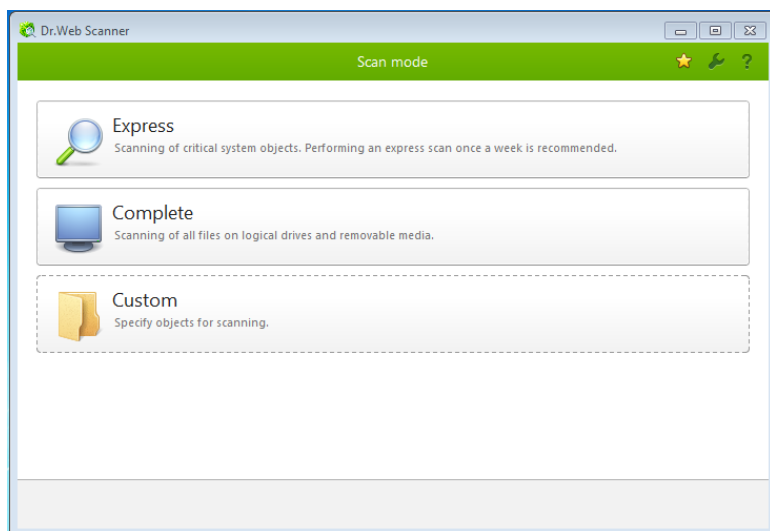 Dr.Web Scanner
Scan mode
?
Express
Scanning of critical system objects. Performing an express scan once a week is recommended.
Complete
Scanning of all files on logical drives and removable media.
Custom
Specify objects for scanning.